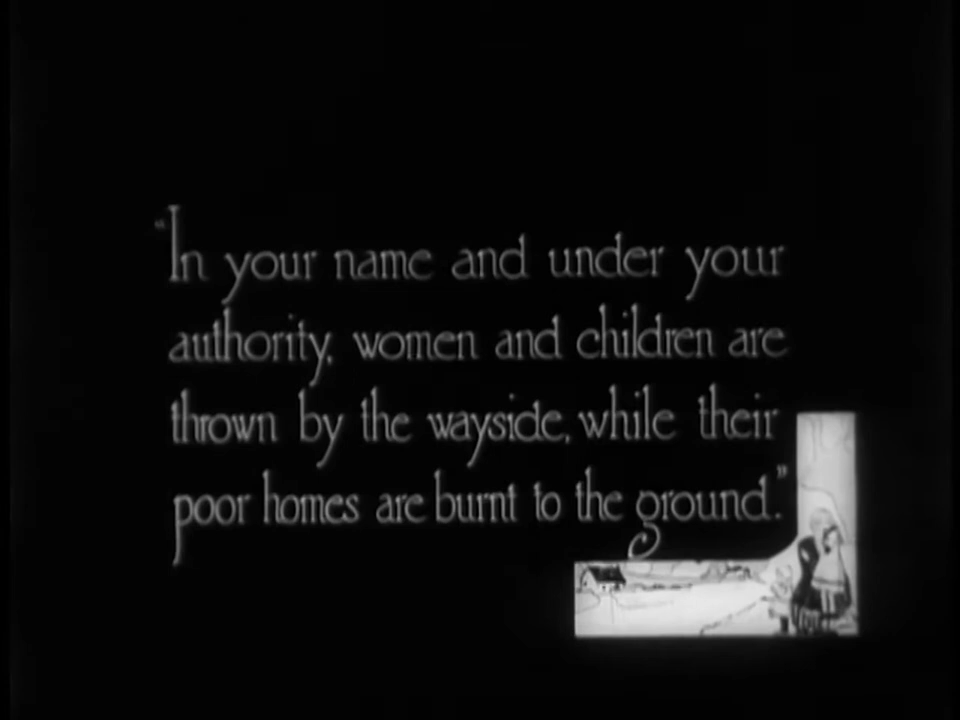 “In your name and under your
authority, women and children are
thrown by the wayside, while their
poor homes are burnt to the ground.”